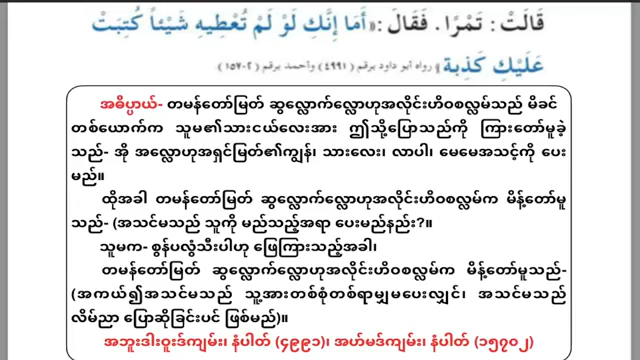 قَالَتْ: تَمْرًا. فَقَالَ: «أَمَا إِنَّكِ لَوْ لَمْ تُعْطِيهِ شَيْئًا كُتِبَتْ
عَلَيْكِ كَذِبة» رواه أبو داود برقم (٤٩٩١) وأحمد برقم (١٥٧٠٢)
အဓိပ္ပာယ်- တမန်တော်မြတ် ဆွလ္လောက်လ္လောဟုအလိုင်းဟိဝစလ္လမ်သည် မိခင်
တစ်ယောက်က သူမ၏သားငယ်လေးအား ဤသို့ပြောသည်ကို ကြားတော်မူခဲ့
သည်- အို အလ္လောဟ်အရှင်မြတ်၏ကျွန်၊ သားလေး၊ လာပါ၊ မေမေအသင့်ကို ပေး
မည်။
ထိုအခါ တမန်တော်မြတ် ဆွလ္လောက်လ္လောဟုအလိုင်းဟိဝစလ္လမ်က မိန့်တော်မူ
သည်- (အသင်မသည် သူ့ကို မည်သည့်အရာ ပေးမည်နည်း?။
သူမက- စွန်ပလွံသီးပါဟု ဖြေကြားသည့်အခါ၊
တမန်တော်မြတ် ဆွလ္လောက်လ္လောဟုအလိုင်းဟိဝစလ္လမ်က မိန့်တော်မူသည်-
(အကယ်၍အသင်မသည် သူ့အားတစ်စုံတစ်ရာမျှမပေးလျှင်၊ အသင်မသည်
လိမ်ညာ ပြောဆိုခြင်းပင် ဖြစ်မည်)။
အဘူးဒါးဝူးဒ်ကျမ်း၊ နံပါတ် (၄၉၉၁)၊ အဟ်မဒ်ကျမ်း၊ နံပါတ် (၁၅၇၀၂)